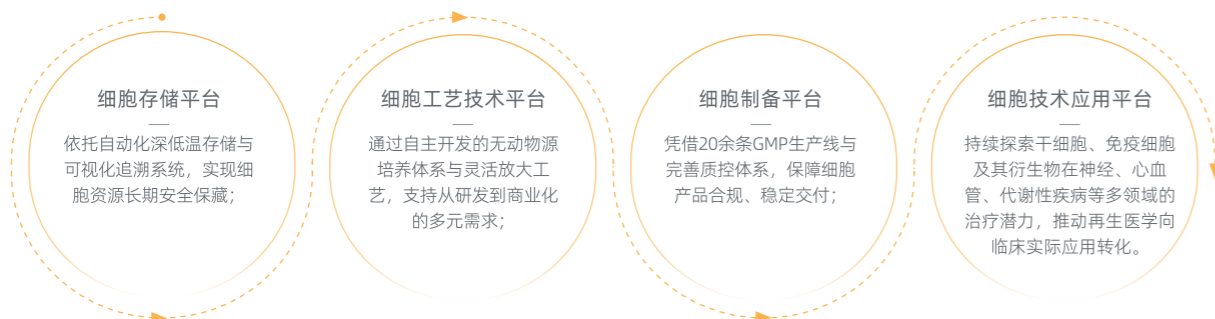 细胞存储平台
依托自动化深低温存储与
可视化追溯系统，实现细
胞资源长期安全保藏；
细胞工艺技术平台
通过自主开发的无动物源
培养体系与灵活放大工
艺，支持从研发到商业化
的多元需求；
细胞制备平台
凭借20余条GMP生产线与
完善质控体系，保障细胞
产品合规、稳定交付；
细胞技术应用平台
持续探索干细胞、免疫细胞
及其衍生物在神经、心血
管、代谢性疾病等多领域的
治疗潜力，推动再生医学向
临床实际应用转化。